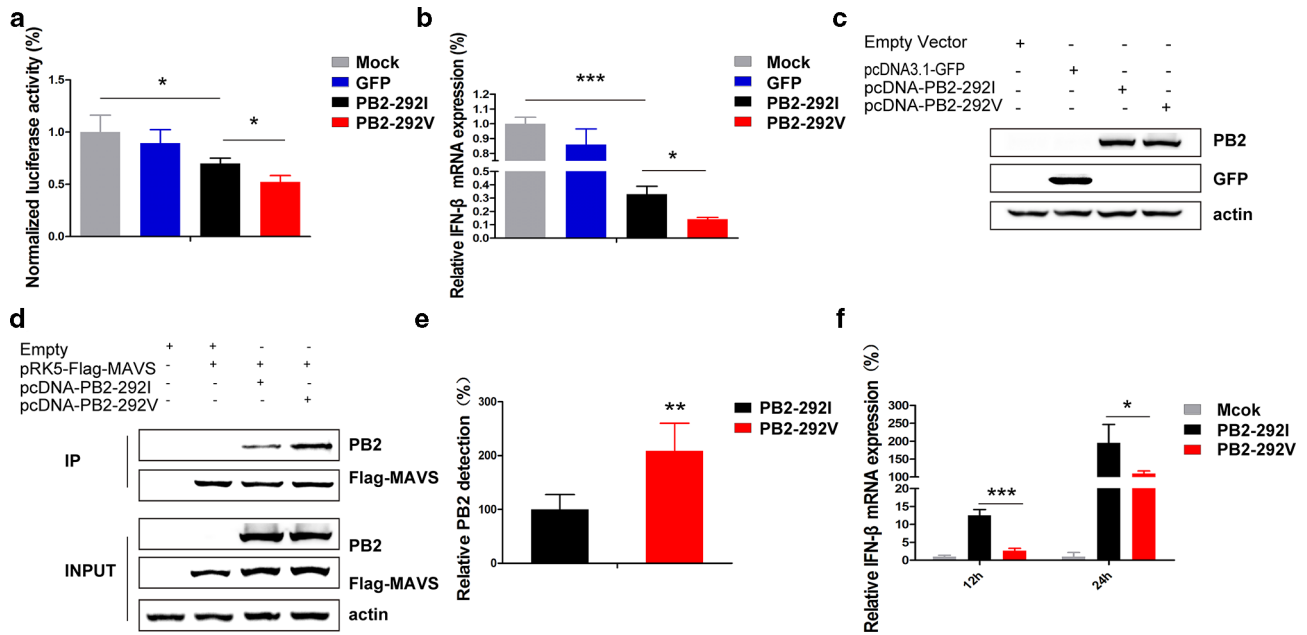 a
Normalized luciferase activity (%)
1.5
1.0
0.5
0.0
*
*
Mock
GFP
PB2-292I
PB2-292V
b
Relative IFN-β mRNA expression (%)
1.2
1.1
1.0
0.9
0.8
0.7
0.5
0.4
0.3
0.2
0.1
0.0
***
*
Mock
GFP
PB2-292I
PB2-292V
c
Empty Vector + - - -
pcDNA3.1-GFP - + - -
pcDNA-PB2-292I - - + -
pcDNA-PB2-292V - - - +
PB2
GFP
actin
d
Empty + + - -
pRK5-Flag-MAVS - + + +
pcDNA-PB2-292I - - + -
pcDNA-PB2-292V - - - +
IP
PB2
Flag-MAVS
INPUT
PB2
Flag-MAVS
actin
e
Relative PB2 detection (%)
300
200
100
0
**
PB2-292I
PB2-292V
f
Relative IFN-β mRNA expression (%)
300
250
200
150
100
20
15
10
5
0
***
*
12h
24h
Mcok
PB2-292I
PB2-292V